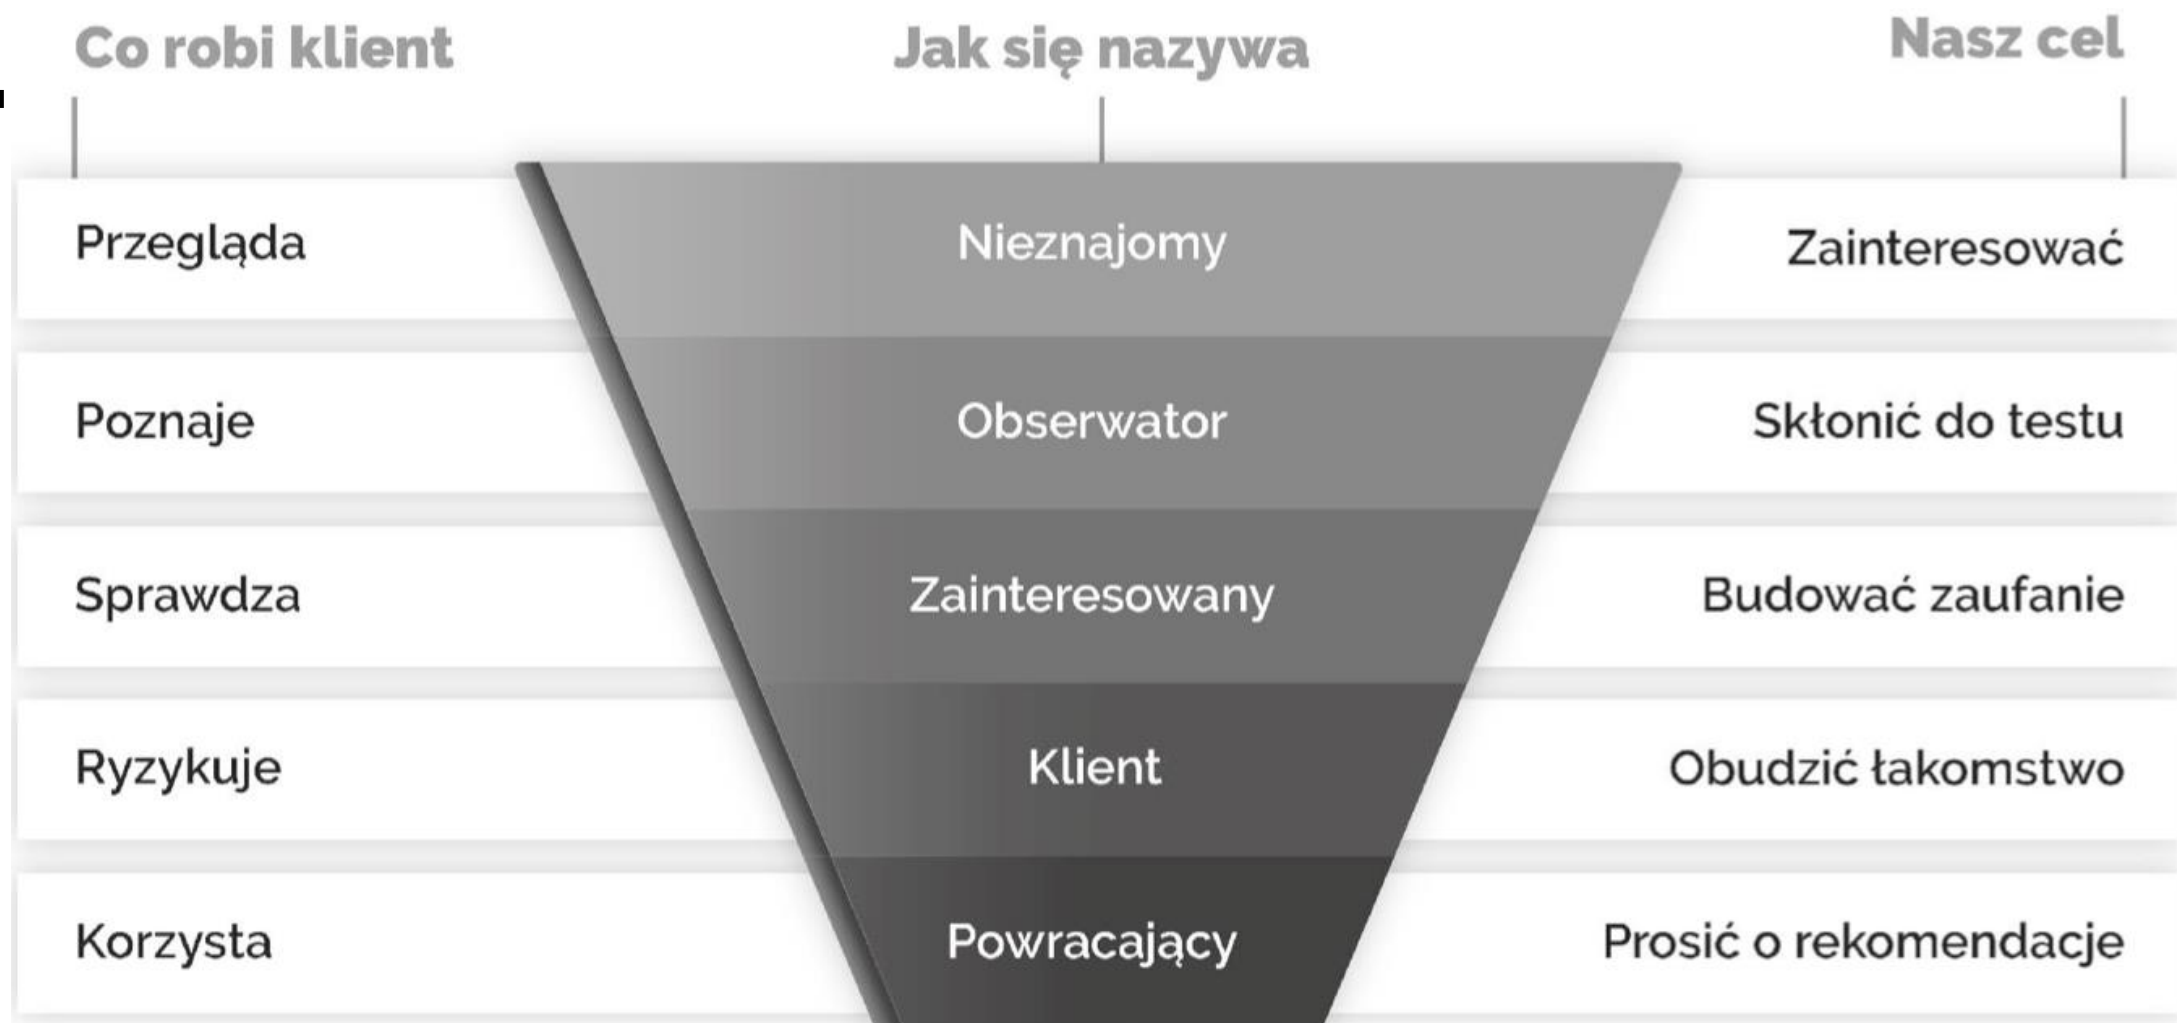 Co robi klient Jak się nazywa Nasz cel
Przegląda Nieznajomy Zainteresować
Poznaje Obserwator Skłonić do testu
Sprawdza Zainteresowany Budować zaufanie
Ryzykuje Klient Obudzić łakomstwo
Korzysta Powracający Prosić o rekomendacje